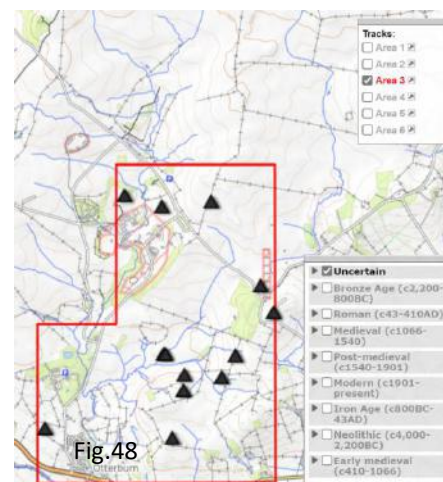 Tracks:
Area 1
Area 2
Area 3
Area 4
Area 5
Area 6
Uncertain
Bronze Age (c2,200-
800BC)
Roman (c43-410AD)
Medieval (c1066-
1540)
Post-medieval
(c1540-1901)
Modern (c1901-
present)
Iron Age (c800BC-
43AD)
Neolithic (c4,000-
2,200BC)
Early medieval
(c410-1066)
Fig.48
Otterburn